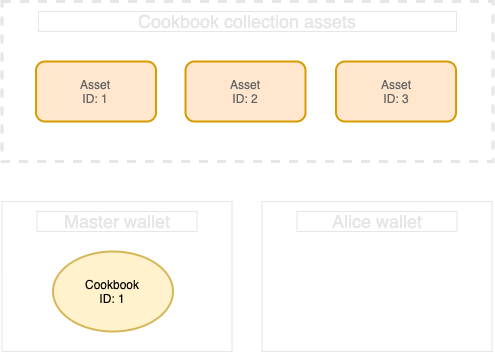 Cookbook collection assets
Asset
ID: 1
Asset
ID: 2
Asset
ID: 3
Master wallet
Alice wallet
Cookbook
ID: 1